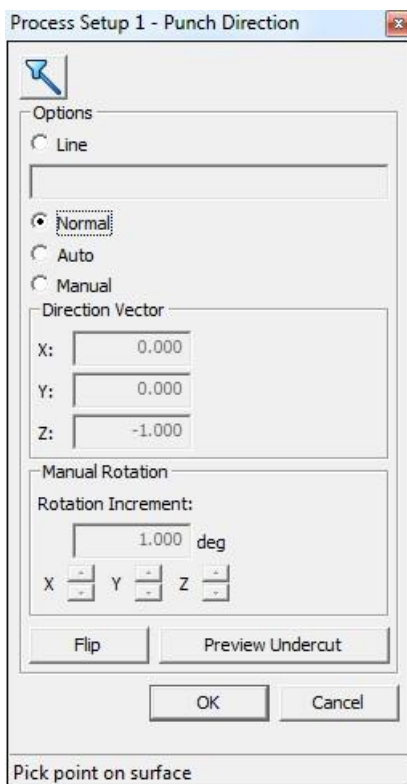 Process Setup 1 - Punch Direction
Options
Line
Normal
Auto
Manual
Direction Vector
X: 0.000
Y: 0.000
Z: -1.000
Manual Rotation
Rotation Increment:
1.000 deg
X Y Z
Flip Preview Undercut
OK Cancel
Pick point on surface